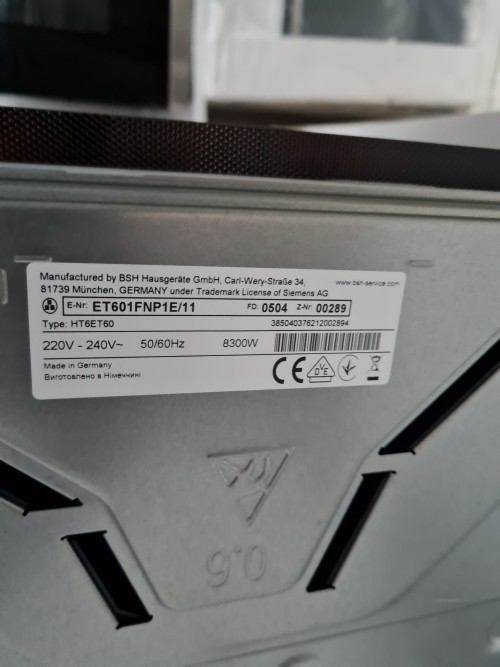 Manufactured by BSH Hausgeräte GmbH, Carl-Wery-Straße 34,
81739 München, GERMANY under Trademark License of Siemens AG
www.bsh-service.com
E-Nr: ET601FNP1E/11 FD: 0504 Z-Nr: 00289
Type: HT6ET60 385040376212002894
220V - 240V~ 50/60Hz 8300W
Made in Germany
Виготовлено в Німеччині
CE DVE
0.6